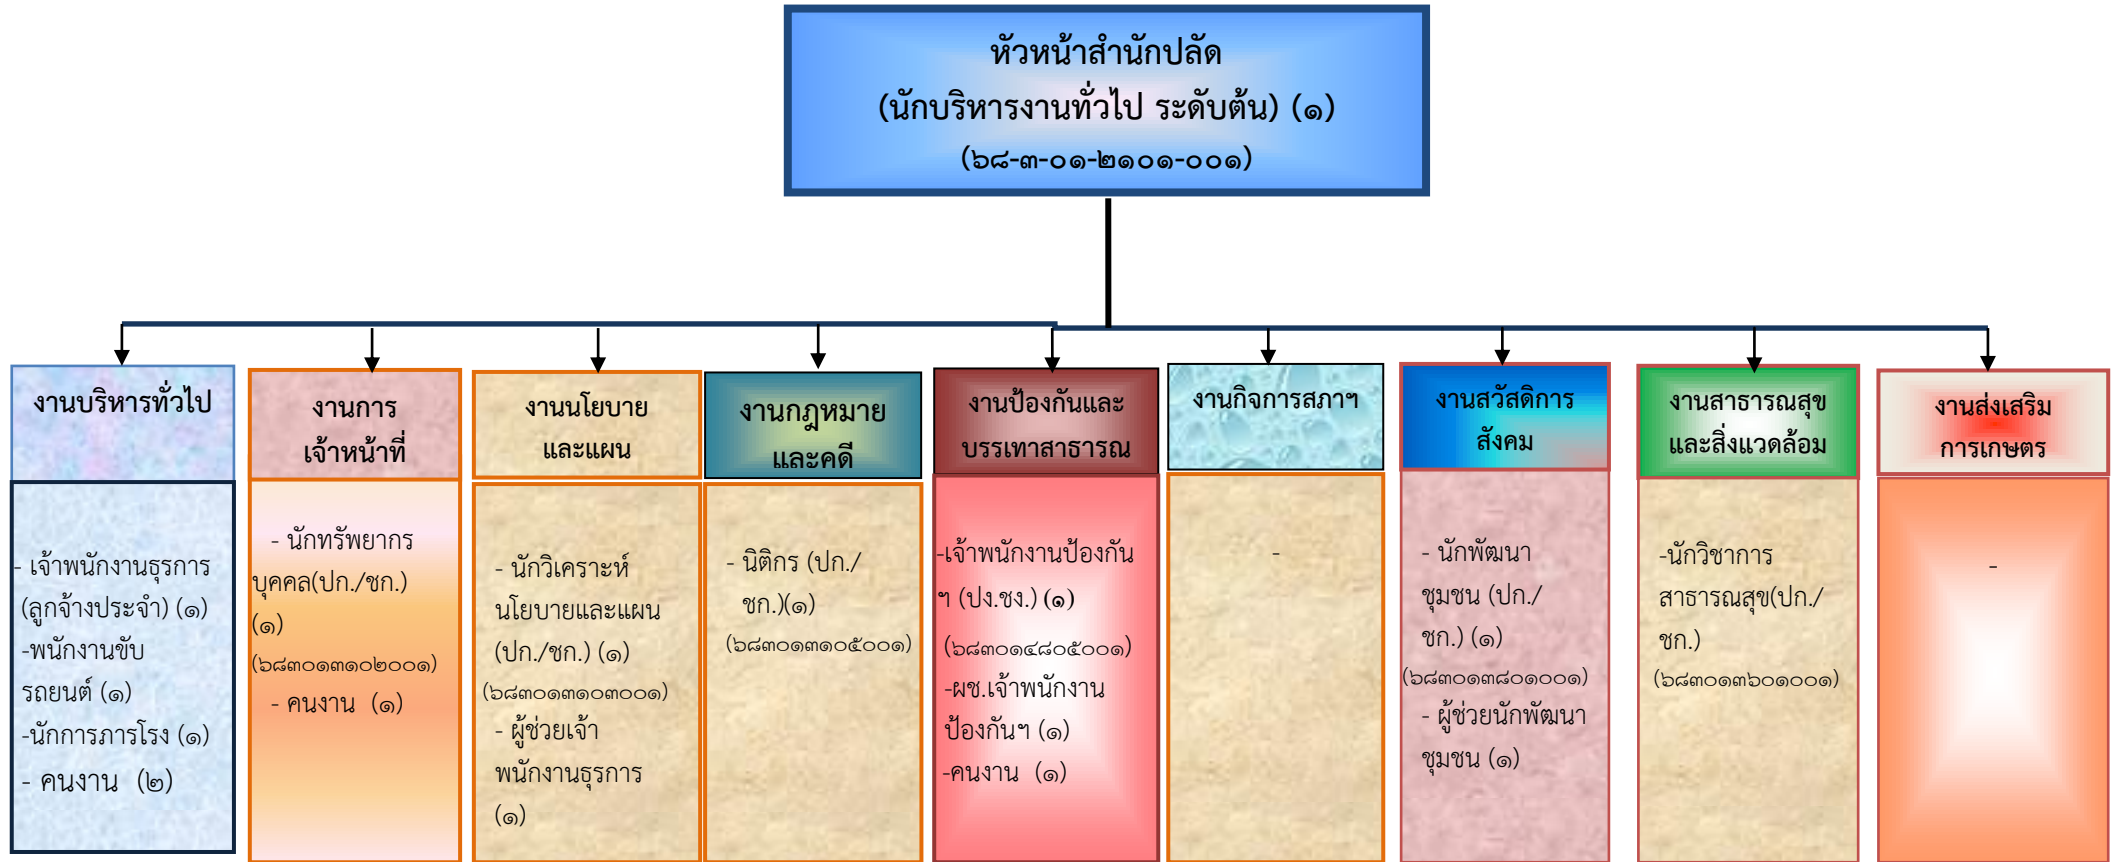 หัวหน้าสำนักปลัด
(นักบริหารงานทั่วไป ระดับต้น) (๑)
(๖๘-๓-๐๑-๒๑๐๑-๐๐๑)
งานบริหารทั่วไป
- เจ้าพนักงานธุรการ
(ลูกจ้างประจำ) (๑)
-พนักงานขับ
รถยนต์ (๑)
-นักการภารโรง (๑)
- คนงาน (๒)
งานการ
เจ้าหน้าที่
- นักทรัพยากร
บุคคล(ปก./ชก.)
(๑)
(๖๘๓๐๑๓๑๐๒๐๐๑)
- คนงาน (๑)
งานนโยบาย
และแผน
- นักวิเคราะห์
นโยบายและแผน
(ปก./ชก.) (๑)
(๖๘๓๐๑๓๑๐๓๐๐๑)
- ผู้ช่วยเจ้า
พนักงานธุรการ
(๑)
งานกฎหมาย
และคดี
- นิติกร (ปก./
ชก.)(๑)
(๖๘๓๐๑๓๑๐๕๐๐๑)
งานป้องกันและ
บรรเทาสาธารณ
-เจ้าพนักงานป้องกัน
ฯ (ปง.ชง.) (๑)
(๖๘๓๐๑๔๘๐๕๐๐๑)
-ผช.เจ้าพนักงาน
ป้องกันฯ (๑)
-คนงาน (๑)
งานกิจการสภาฯ
-
งานสวัสดิการ
สังคม
- นักพัฒนา
ชุมชน (ปก./
ชก.) (๑)
(๖๘๓๐๑๓๘๐๑๐๐๑)
- ผู้ช่วยนักพัฒนา
ชุมชน (๑)
งานสาธารณสุข
และสิ่งแวดล้อม
-นักวิชาการ
สาธารณสุข(ปก./
ชก.)
(๖๘๓๐๑๓๖๐๑๐๐๑)
งานส่งเสริม
การเกษตร
-